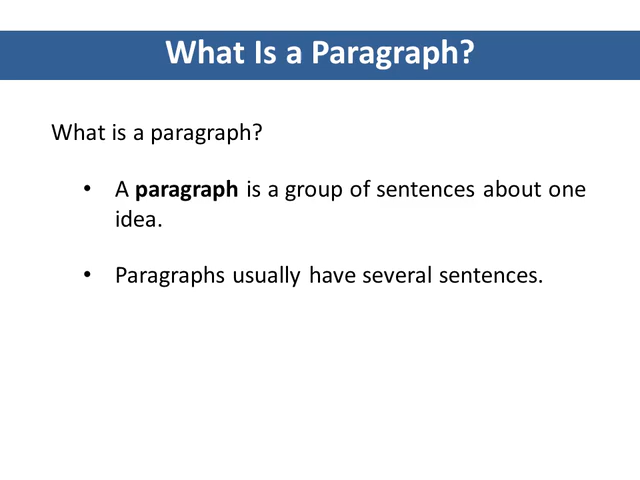 What Is a Paragraph?
What is a paragraph?
• A paragraph is a group of sentences about one
idea.
• Paragraphs usually have several sentences.